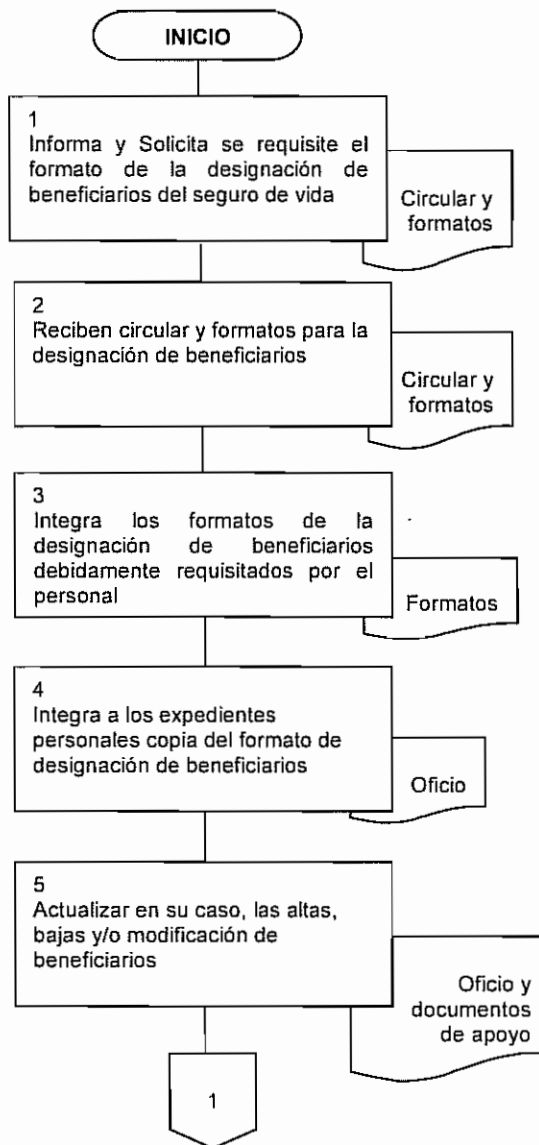 INICIO
1
Informa y Solicita se requisite el
formato de la designación de
beneficiarios del seguro de vida
Circular y
formatos
2
Reciben circular y formatos para la
designación de beneficiarios
Circular y
formatos
3
Integra los formatos de la
designación de beneficiarios
debidamente requisitados por el
personal
Formatos
4
Integra a los expedientes
personales copia del formato de
designación de beneficiarios
Oficio
5
Actualizar en su caso, las altas,
bajas y/o modificación de
beneficiarios
Oficio y
documentos
de apoyo
1